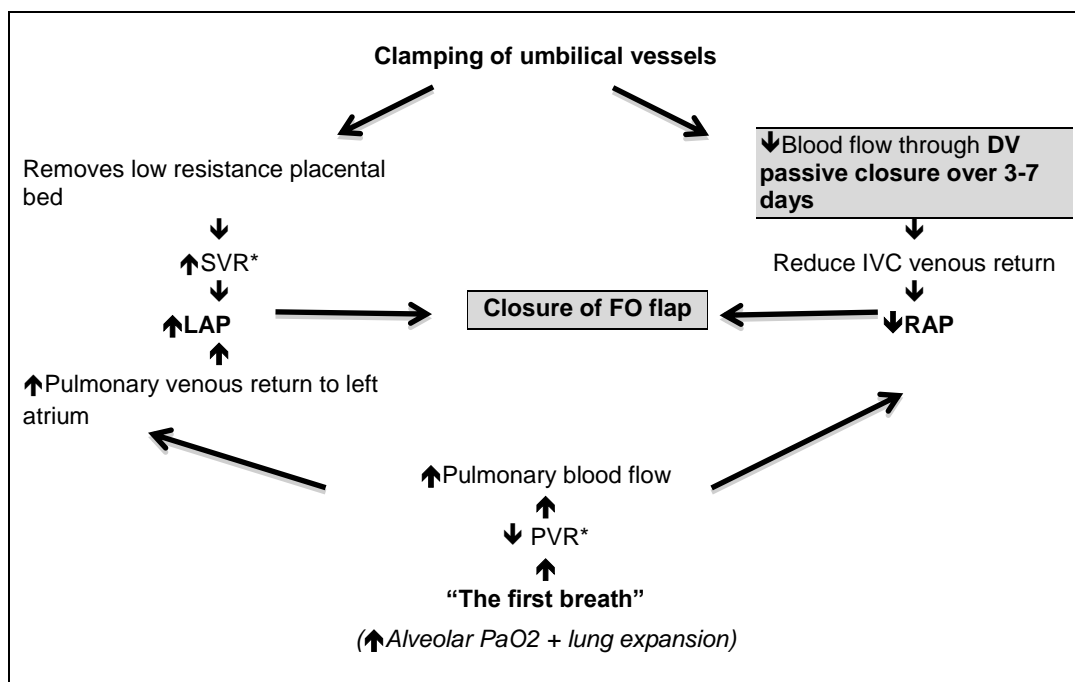 Clamping of umbilical vessels
Removes low resistance placental
bed
🡻Blood flow through DV
passive closure over 3-7
days
🡻
🡻
🡹SVR*
Reduce IVC venous return
🡻
🡻
Closure of FO flap
🡹LAP
🡻RAP
🡹
🡹Pulmonary venous return to left
atrium
🡹Pulmonary blood flow
🡹
🡻 PVR*
🡹
“The first breath”
(🡹Alveolar PaO2 + lung expansion)